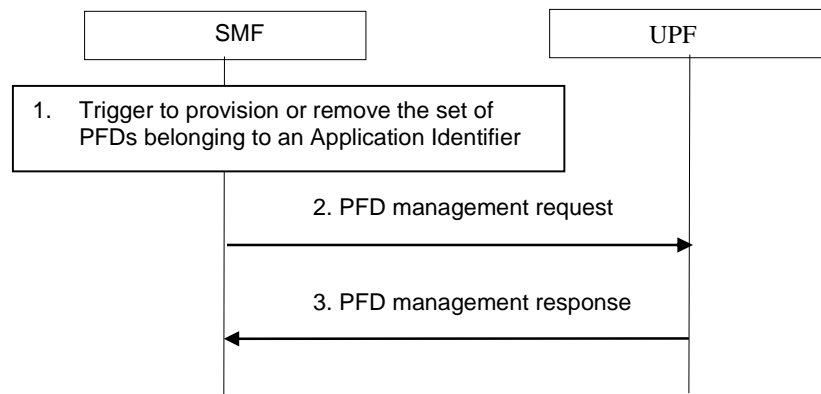 SMF
UPF
1. Trigger to provision or remove the set of
PFDs belonging to an Application Identifier
2. PFD management request
3. PFD management response